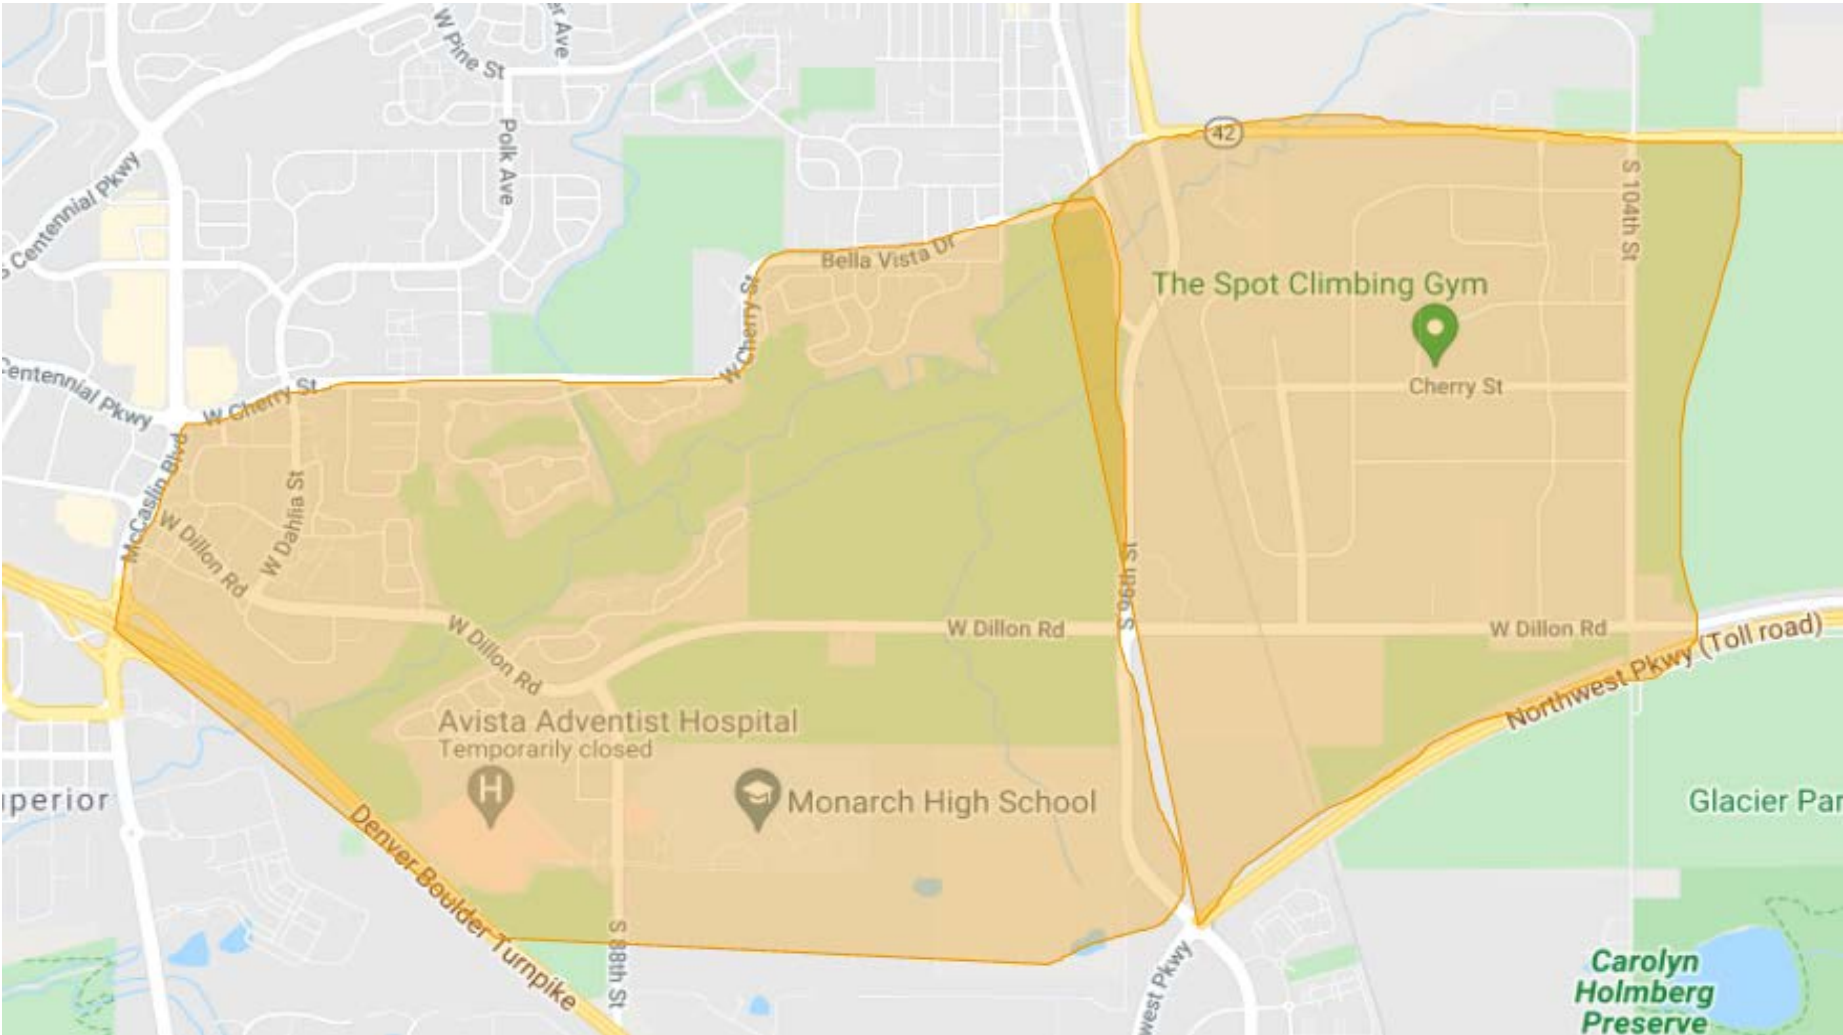 W Pine St
er Ave
Polk Ave
S Centennial Pkwy
42
S 104th St
Bella Vista Dr
The Spot Climbing Gym
W Cherry St
Centennial Pkwy
W Cherry St
Cherry St
McCaslin Blvd
W Dahlia St
W Dillon Rd
S 96th St
W Dillon Rd
W Dillon Rd
W Dillon Rd
Northwest Pkwy (Toll road)
Avista Adventist Hospital
Temporarily closed
H
Monarch High School
uperior
Glacier Par
Denver Boulder Turnpike
S 88th St
west Pkwy
Carolyn
Holmberg
Preserve